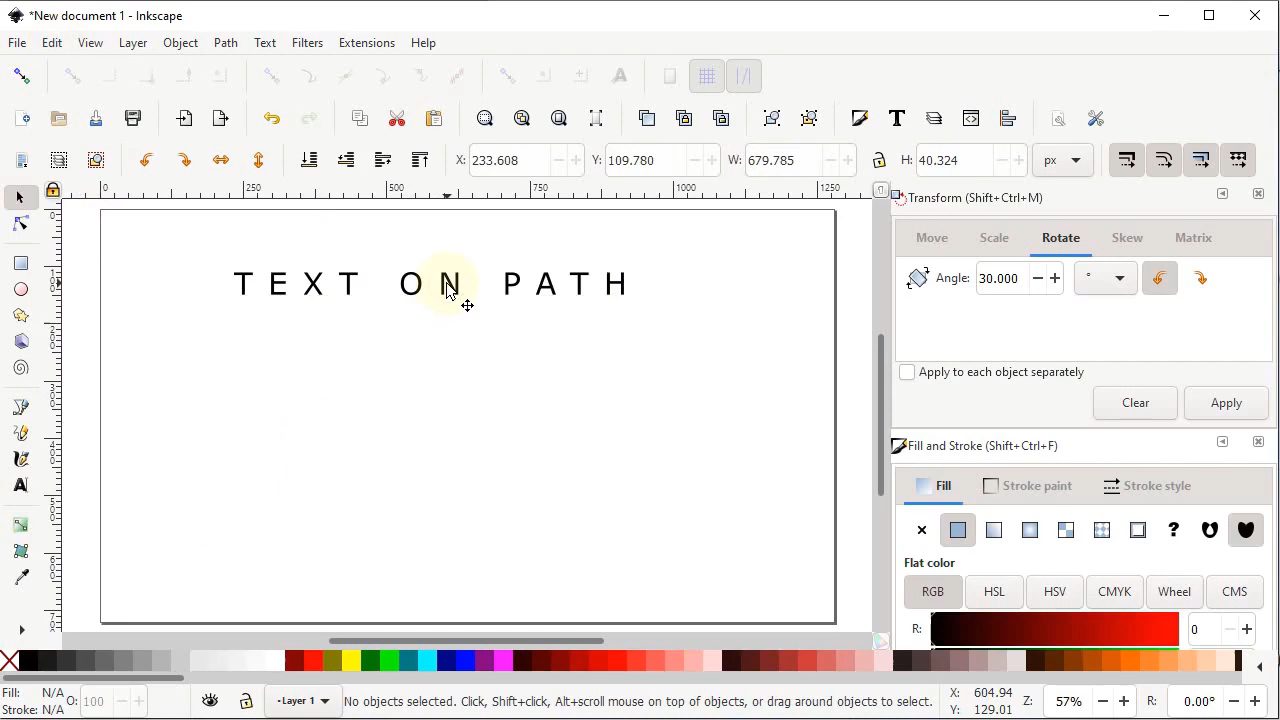 *New document 1 - Inkscape
File Edit View Layer Object Path Text Filters Extensions Help
X: 233.608 Y: 109.780 W: 679.785 H: 40.324 px
0 250 500 750 1000 1250
Transform (Shift+Ctrl+M)
Move Scale Rotate Skew Matrix
Angle: 30.000 °
Apply to each object separately
Clear Apply
TEXT ON PATH
Fill and Stroke (Shift+Ctrl+F)
Fill Stroke paint Stroke style
Flat color
RGB HSL HSV CMYK Wheel CMS
R: 0
Fill: N/A
Stroke: N/A
O: 100
Layer 1
No objects selected. Click, Shift+click, Alt+scroll mouse on top of objects, or drag around objects to select.
X: 604.94
Y: 129.01
Z: 57%
R: 0.00°